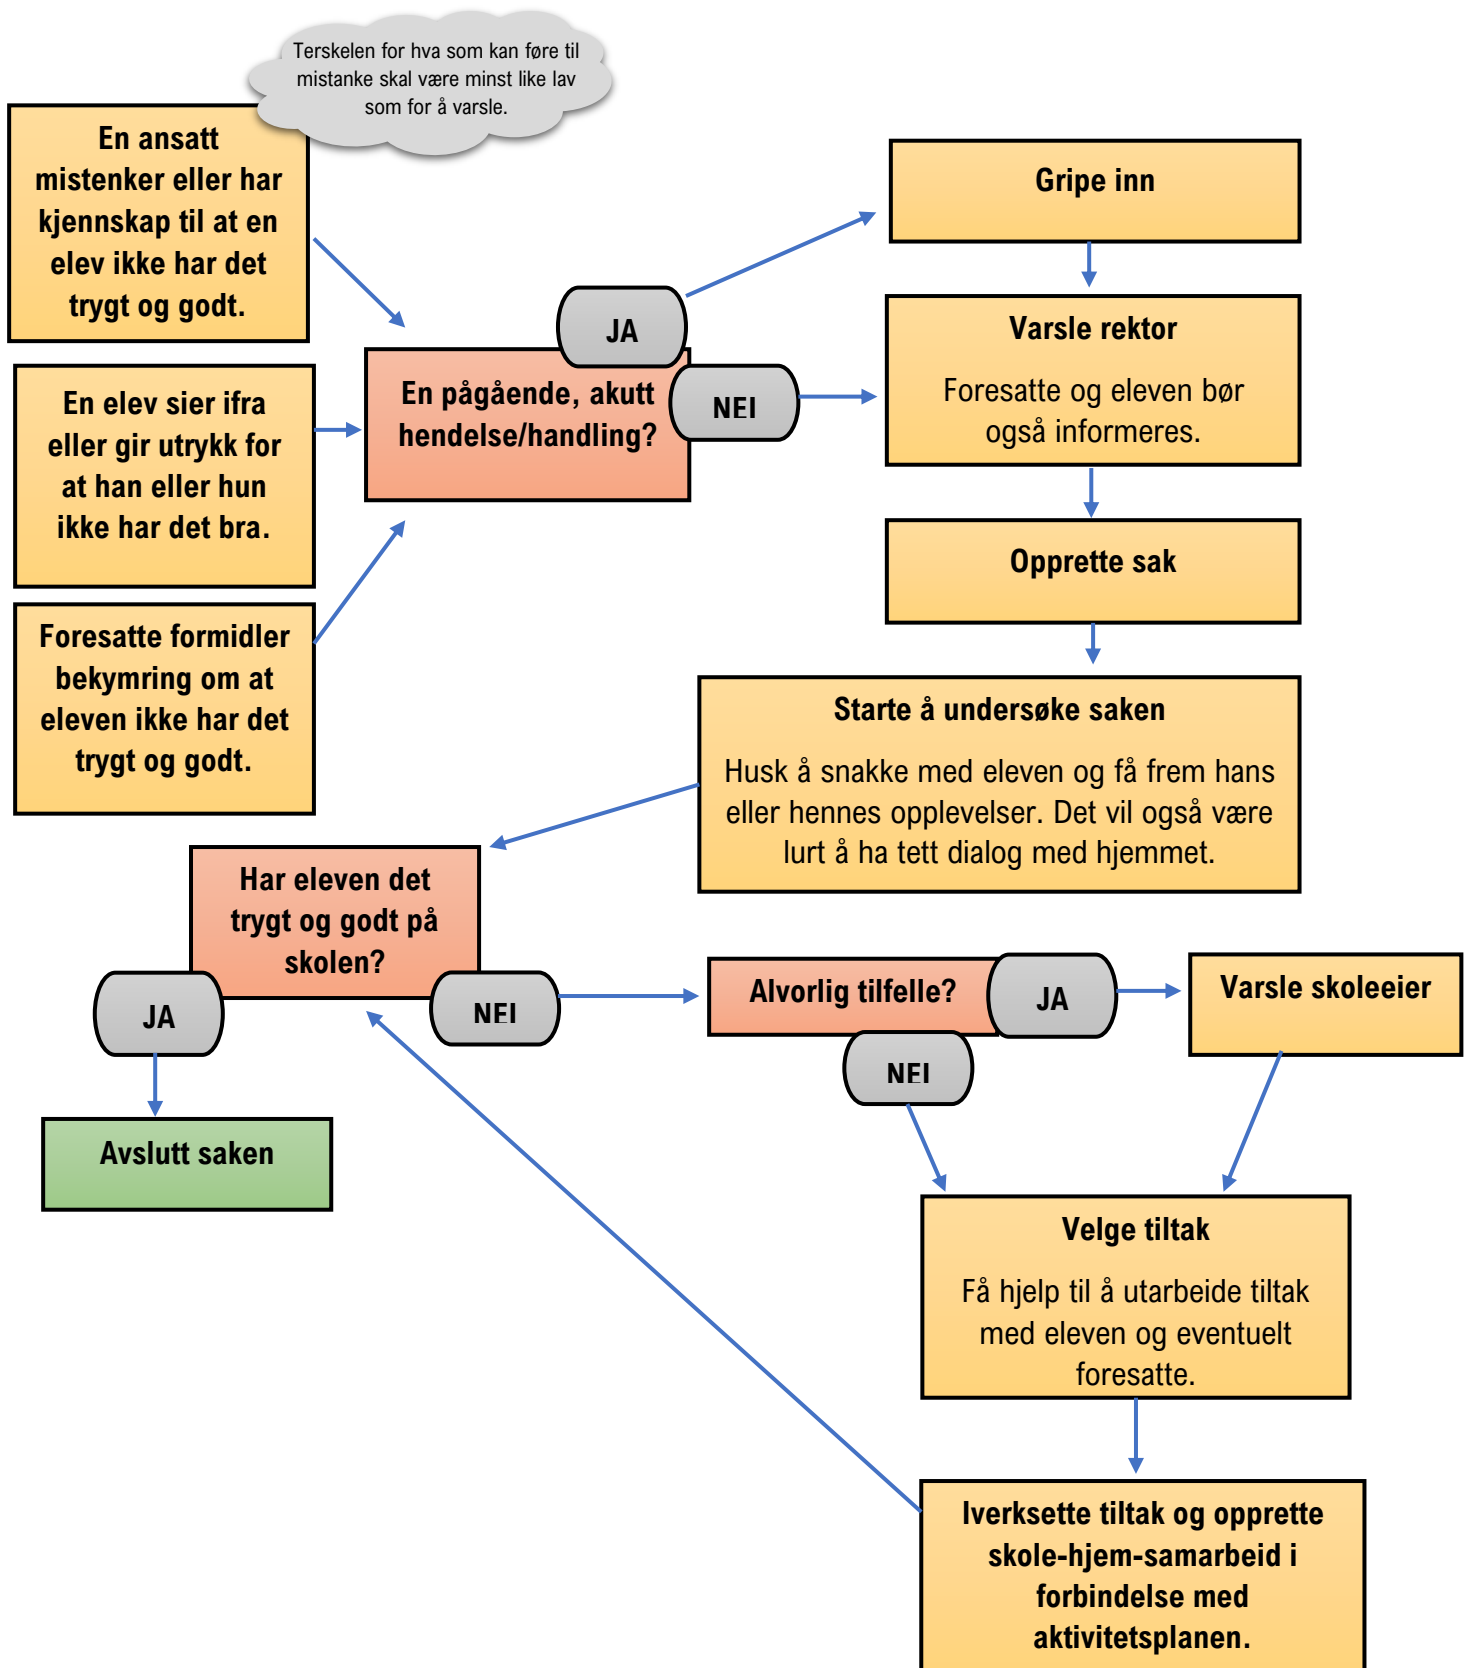 Terskelen for hva som kan føre til
mistanke skal være minst like lav
som for å varsle.
En ansatt
mistenker eller har
kjennskap til at en
elev ikke har det
trygt og godt.
En elev sier ifra
eller gir utrykk for
at han eller hun
ikke har det bra.
Foresatte formidler
bekymring om at
eleven ikke har det
trygt og godt.
En pågående, akutt
hendelse/handling?
JA
NEI
Gripe inn
Varsle rektor
Foresatte og eleven bør
også informeres.
Opprette sak
Starte å undersøke saken
Husk å snakke med eleven og få frem hans
eller hennes opplevelser. Det vil også være
lurt å ha tett dialog med hjemmet.
Har eleven det
trygt og godt på
skolen?
JA
NEI
Avslutt saken
Alvorlig tilfelle?
JA
NEI
Varsle skoleeier
Velge tiltak
Få hjelp til å utarbeide tiltak
med eleven og eventuelt
foresatte.
Iverksette tiltak og opprette
skole-hjem-samarbeid i
forbindelse med
aktivitetsplanen.